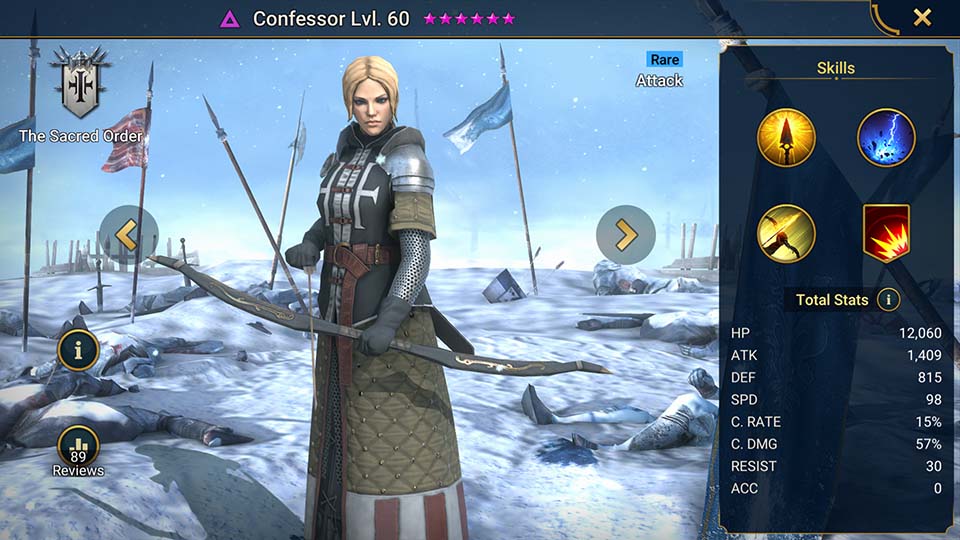 Confessor Lvl. 60
The Sacred Order
Rare
Attack
89
Reviews
Skills
Total Stats
HP 12,060
ATK 1,409
DEF 815
SPD 98
C. RATE 15%
C. DMG 57%
RESIST 30
ACC 0